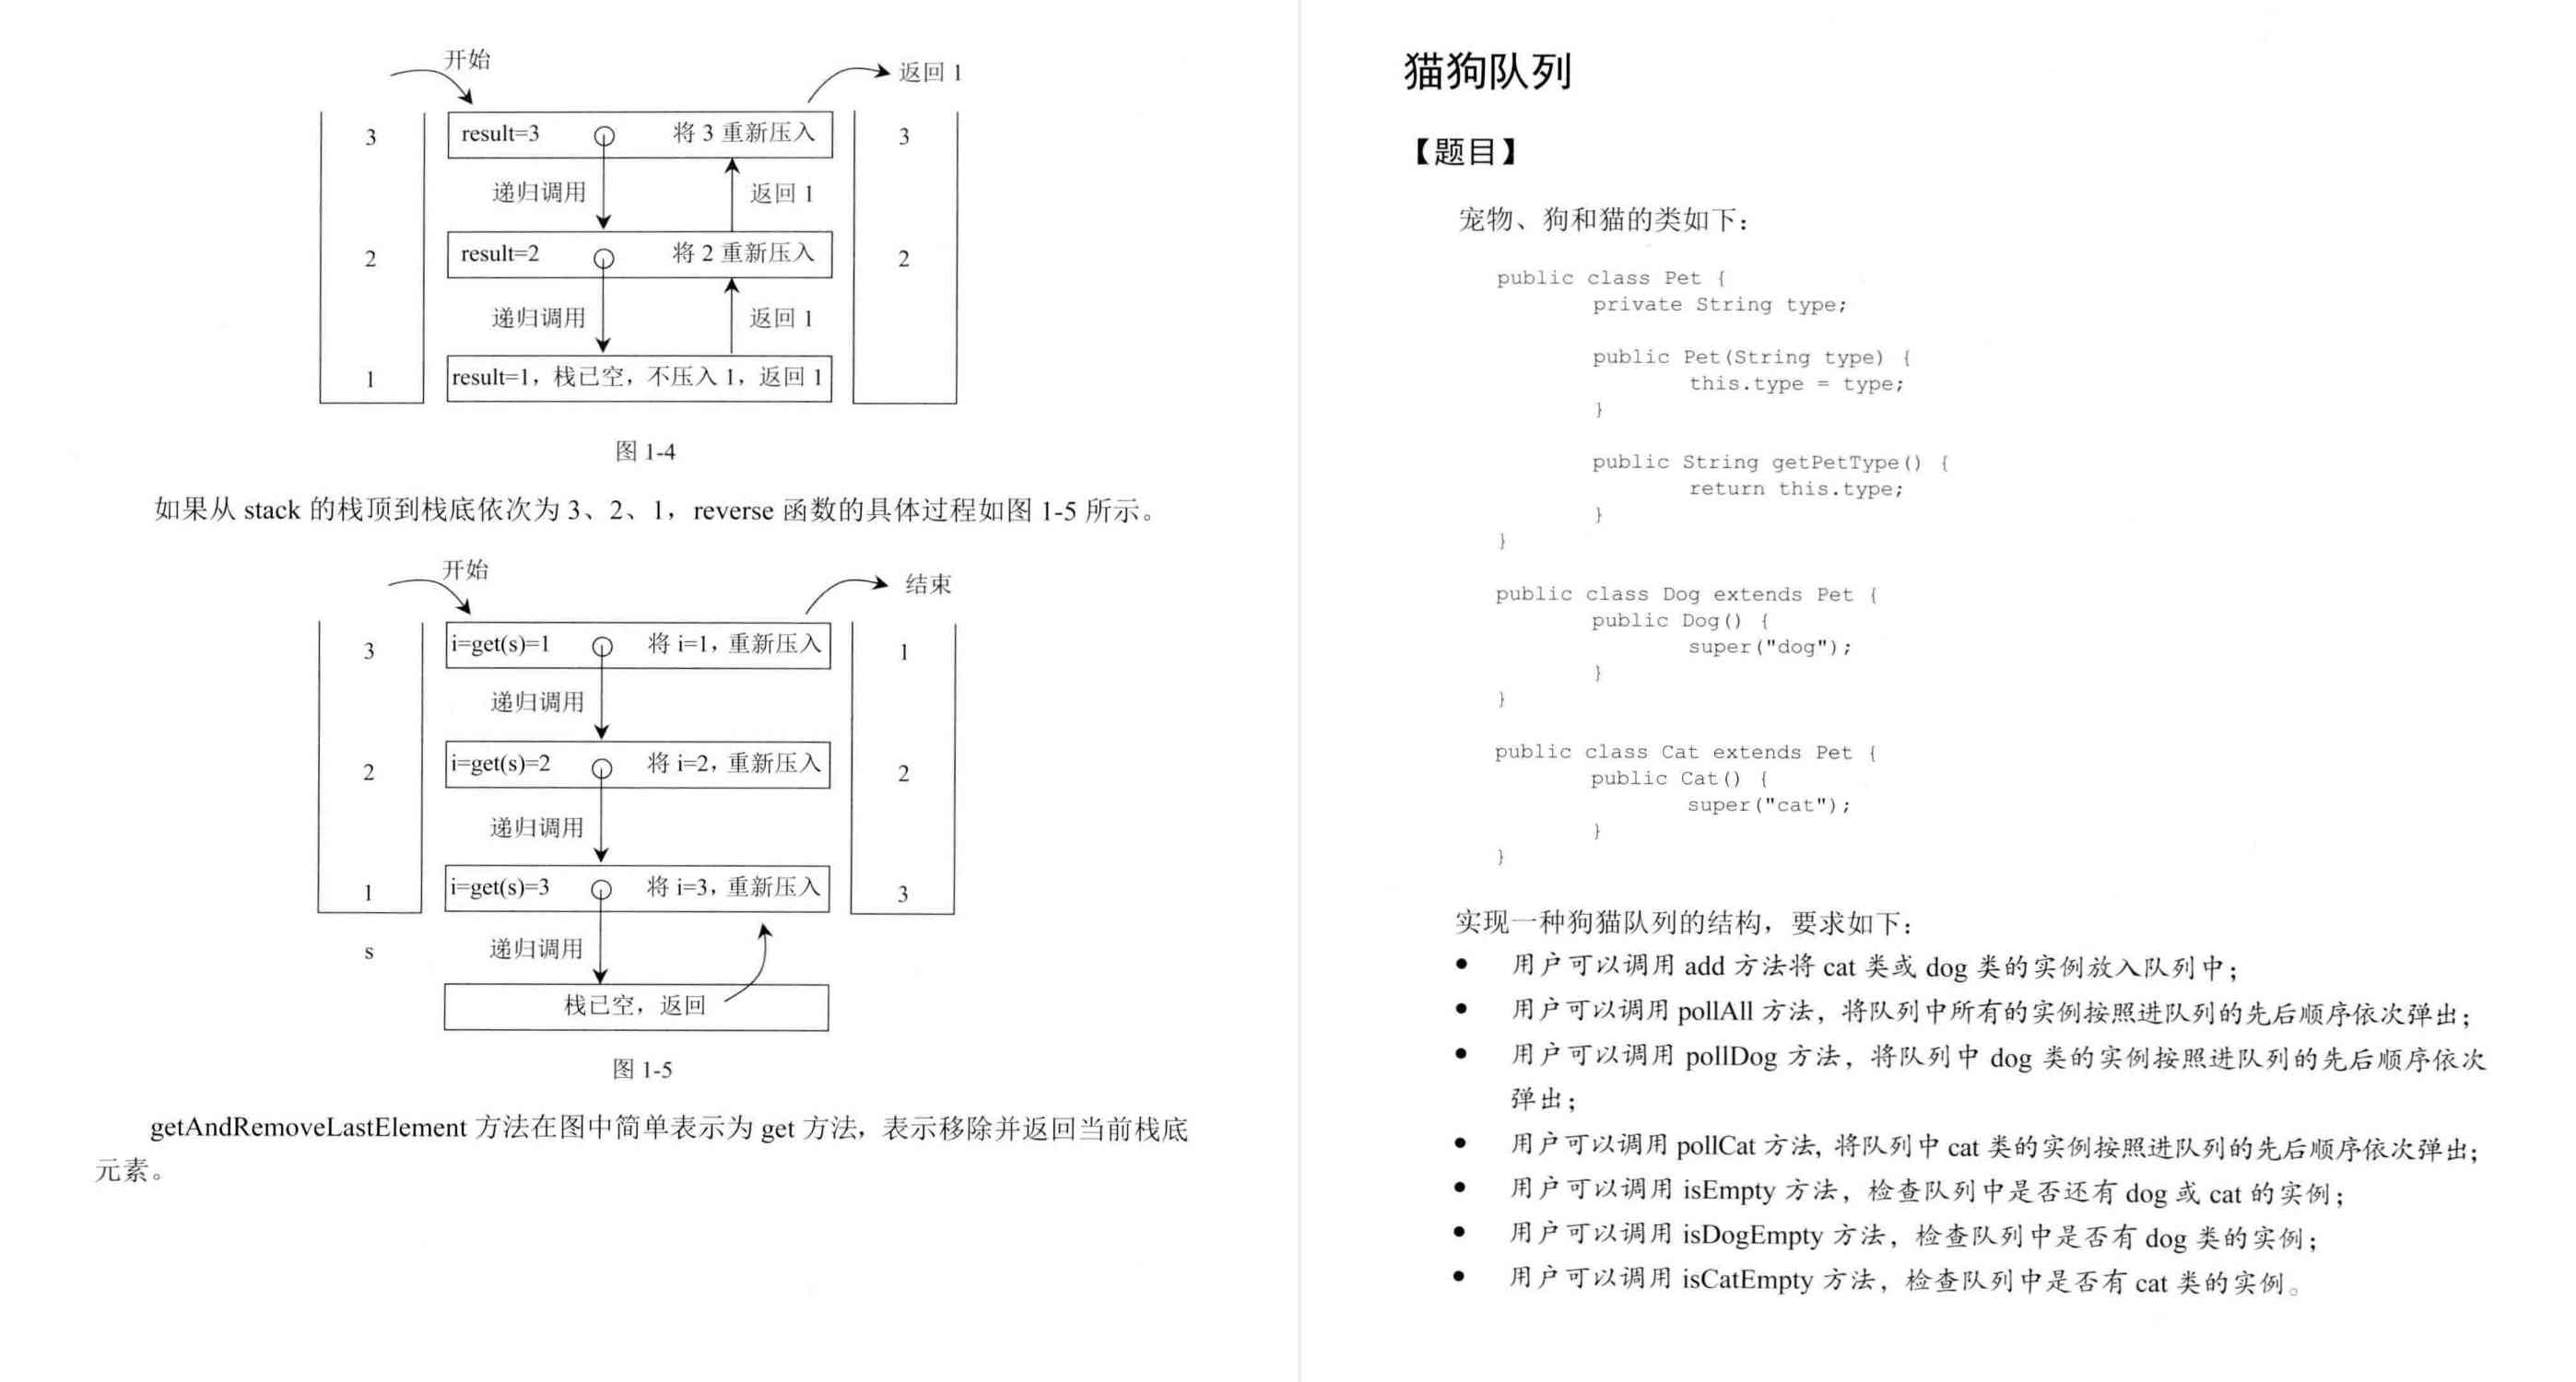 开始
返回 1
3
result=3
将 3 重新压入
3
递归调用
返回 1
2
result=2
将 2 重新压入
2
递归调用
返回 1
1
result=1，栈已空，不压入 1，返回 1
图 1-4
如果从 stack 的栈顶到栈底依次为 3、2、1，reverse 函数的具体过程如图 1-5 所示。
开始
结束
3
i=get(s)=1
将 i=1, 重新压入
1
递归调用
2
i=get(s)=2
将 i=2, 重新压入
2
递归调用
1
i=get(s)=3
将 i=3, 重新压入
3
s
递归调用
栈已空，返回
图 1-5
getAndRemoveLastElement 方法在图中简单表示为 get 方法，表示移除并返回当前栈底
元素。
猫狗队列
【题目】
宠物、狗和猫的类如下：
public class Pet {
private String type;
public Pet(String type) {
this.type = type;
}
public String getPetType() {
return this.type;
}
}
public class Dog extends Pet {
public Dog() {
super("dog");
}
}
public class Cat extends Pet {
public Cat() {
super("cat");
}
}
实现一种狗猫队列的结构，要求如下：
● 用户可以调用 add 方法将 cat 类或 dog 类的实例放入队列中；
● 用户可以调用 pollAll 方法，将队列中所有的实例按照进队列的先后顺序依次弹出；
● 用户可以调用 pollDog 方法，将队列中 dog 类的实例按照进队列的先后顺序依次
弹出；
● 用户可以调用 pollCat 方法, 将队列中 cat 类的实例按照进队列的先后顺序依次弹出；
● 用户可以调用 isEmpty 方法，检查队列中是否还有 dog 或 cat 的实例；
● 用户可以调用 isDogEmpty 方法，检查队列中是否有 dog 类的实例；
● 用户可以调用 isCatEmpty 方法，检查队列中是否有 cat 类的实例。